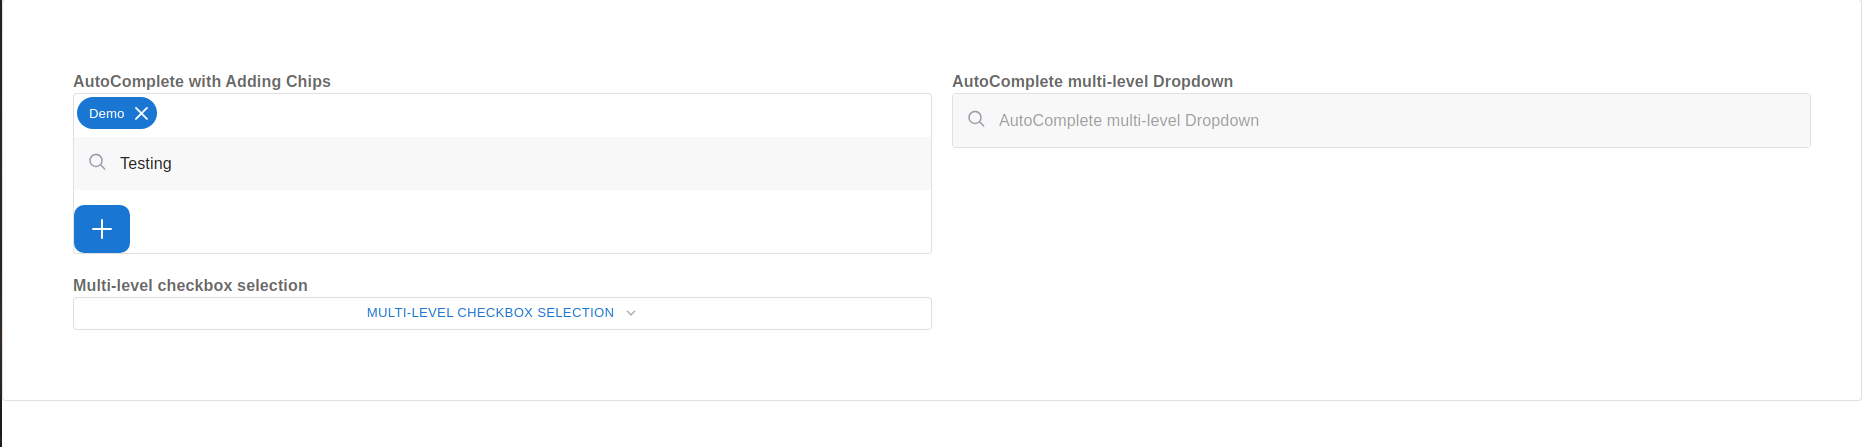 AutoComplete with Adding Chips
Demo
Testing
Multi-level checkbox selection
MULTI-LEVEL CHECKBOX SELECTION
AutoComplete multi-level Dropdown
AutoComplete multi-level Dropdown